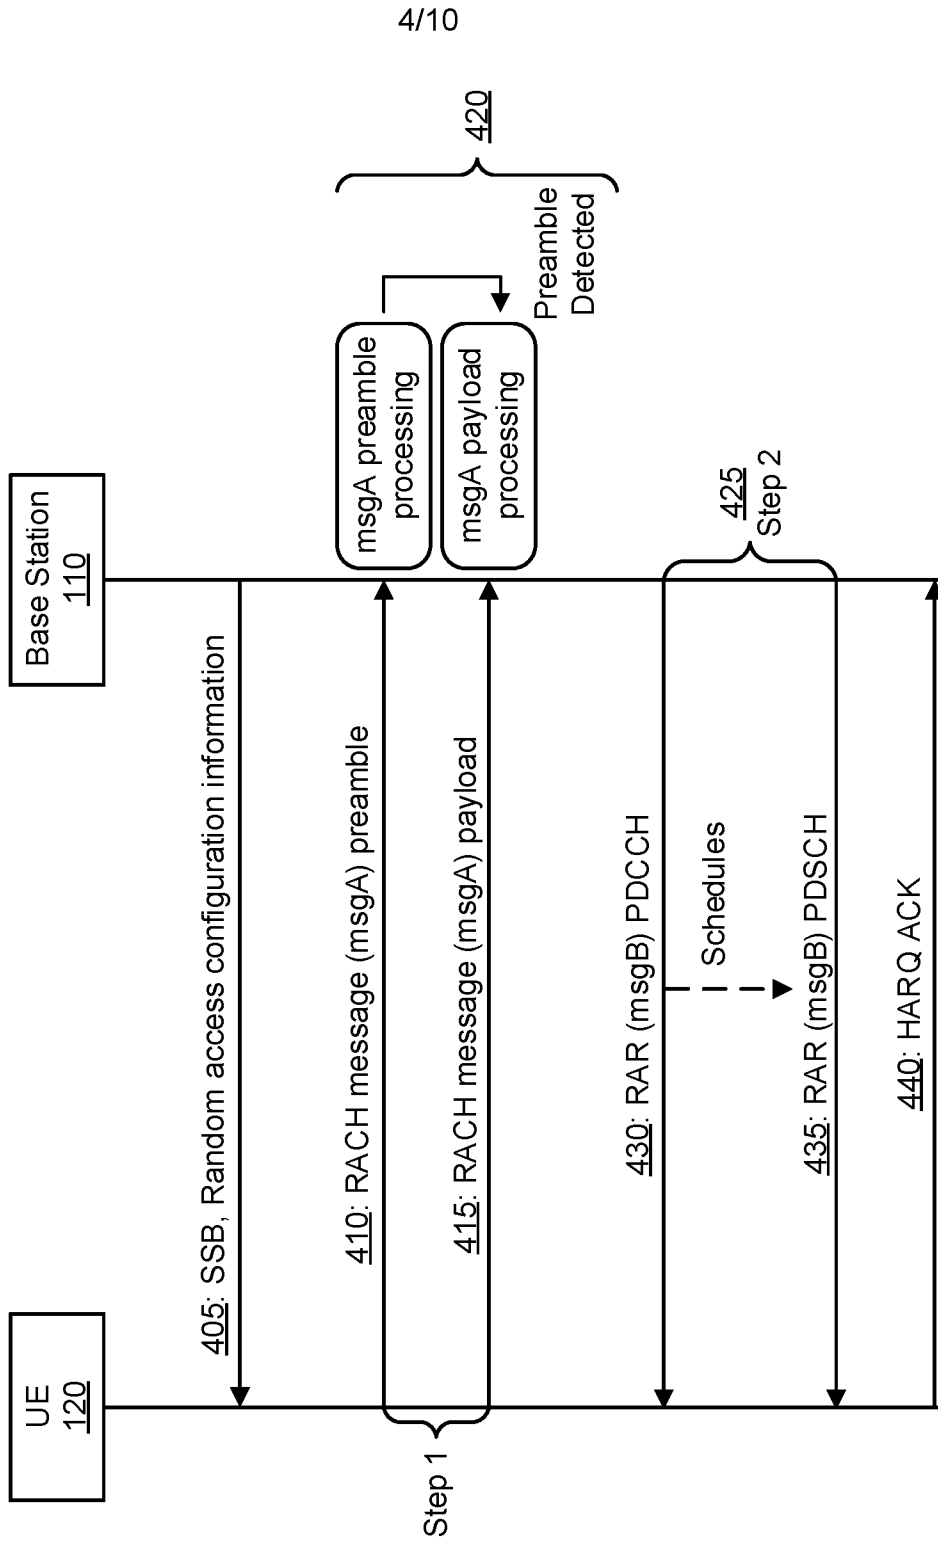 4/10
UE
120
Base Station
110
405: SSB, Random access configuration information
Step 1
410: RACH message (msgA) preamble
415: RACH message (msgA) payload
msgA preamble
processing
msgA payload
processing
Preamble
Detected
420
430: RAR (msgB) PDCCH
Schedules
435: RAR (msgB) PDSCH
425
Step 2
440: HARQ ACK